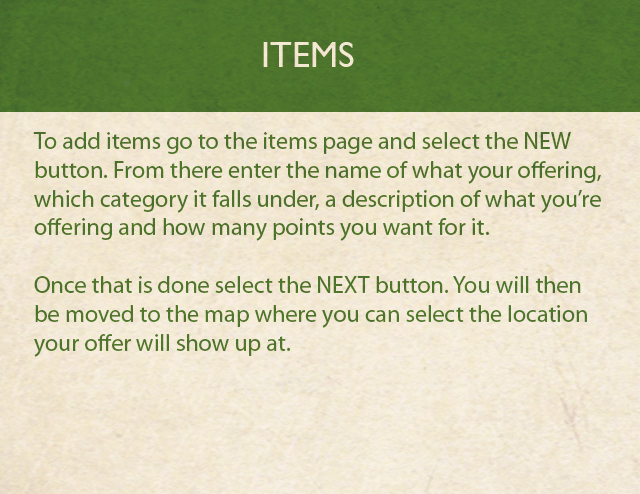 ITEMS
To add items go to the items page and select the NEW
button. From there enter the name of what your offering,
which category it falls under, a description of what you’re
offering and how many points you want for it.
Once that is done select the NEXT button. You will then
be moved to the map where you can select the location
your offer will show up at.